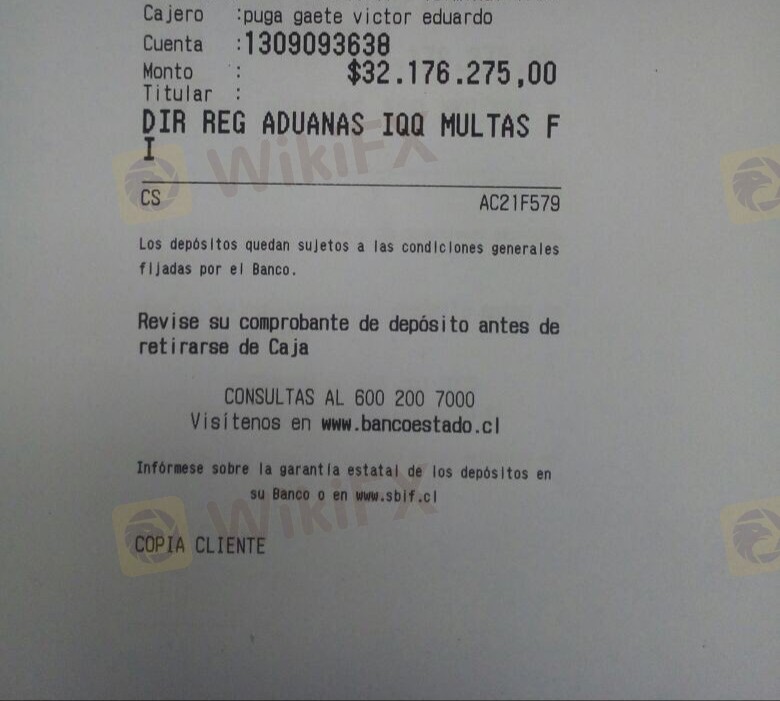 Cajero :puga gaete victor eduardo
Cuenta :1309093638
Monto : $32.176.275,00
Titular :
DIR REG ADUANAS IQQ MULTAS F
I
WikiFX
CS AC21F579
Los depósitos quedan sujetos a las condiciones generales
fijadas por el Banco.
Revise su comprobante de depósito antes de
retirarse de Caja
CONSULTAS AL 600 200 7000
Visítenos en www.bancoestado.cl
Infórmese sobre la garantía estatal de los depósitos en
su Banco o en www.sbif.cl
WikiFX
COPIA CLIENTE